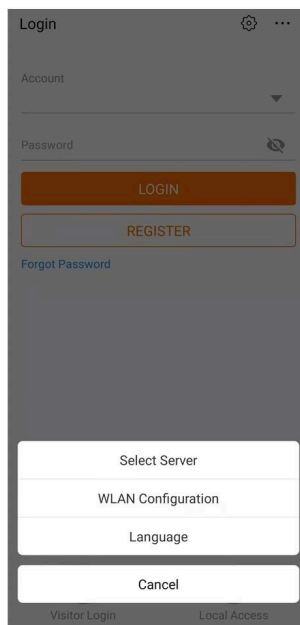 Login
Account
Password
LOGIN
REGISTER
Forgot Password
Select Server
WLAN Configuration
Language
Cancel
Visitor Login Local Access